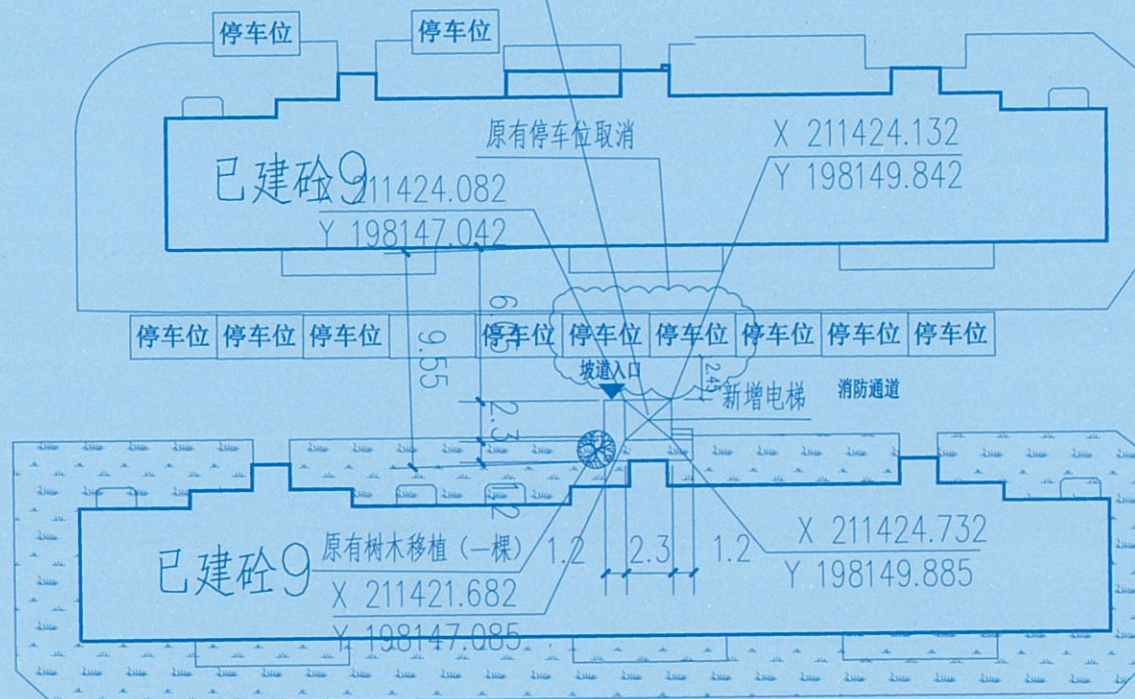 停车位
停车位
原有停车位取消
X 211424.132
Y 198149.842
已建砼9
X 211424.082
Y 198147.042
停车位
停车位
停车位
停车位
停车位
停车位
停车位
停车位
停车位
9.55
2.3
1.2
坡道入口
2.45
新增电梯
消防通道
已建砼9
原有树木移植（一棵）
1.2
2.3
1.2
X 211424.732
Y 198149.885
X 211421.682
Y 198147.085